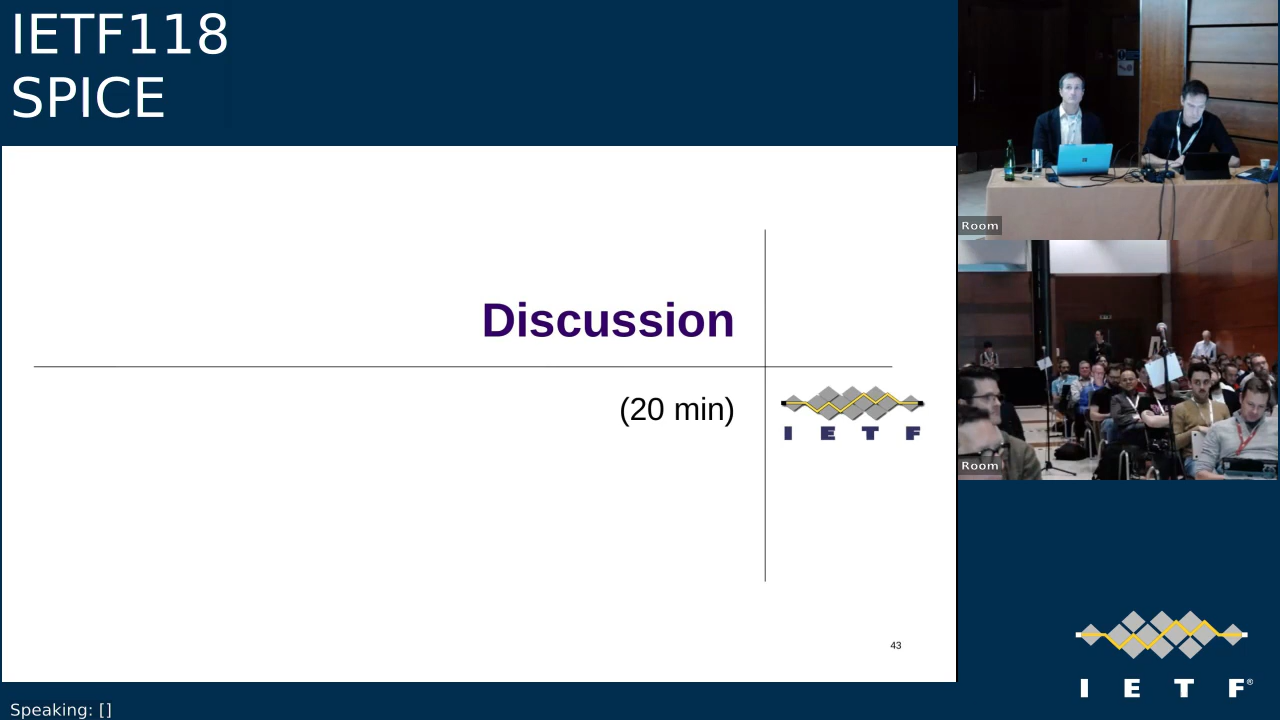 IETF118
SPICE
Discussion
(20 min)
I E T F
43
Room
Room
I E T F®
Speaking: []